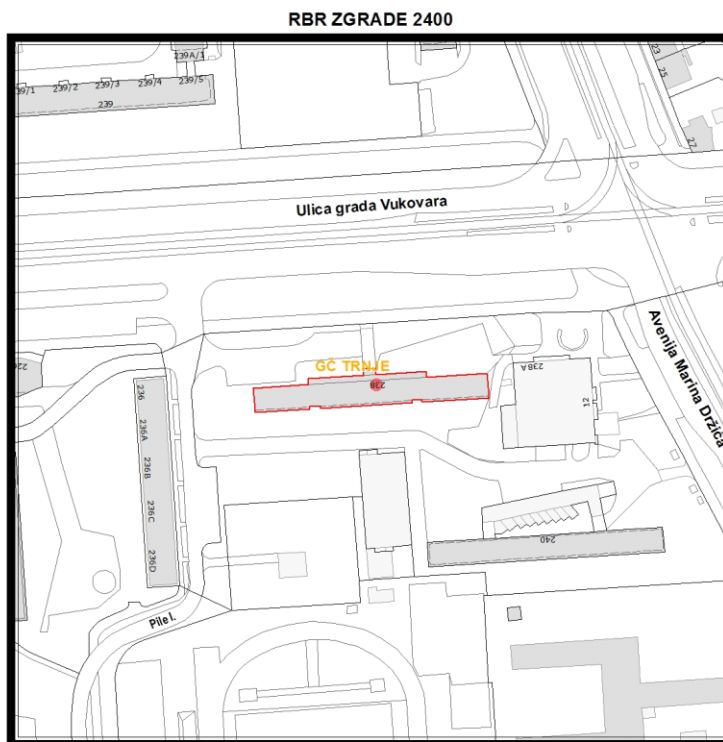 RBR ZGRADE 2400
239A/1
239/1
239/2
239/3
239/4
239/5
239
23
25
27
Ulica grada Vukovara
Avenija Marina Držića
GČ TRNJE
238
238A
12
236
236A
236B
236C
236D
240
Pile I.